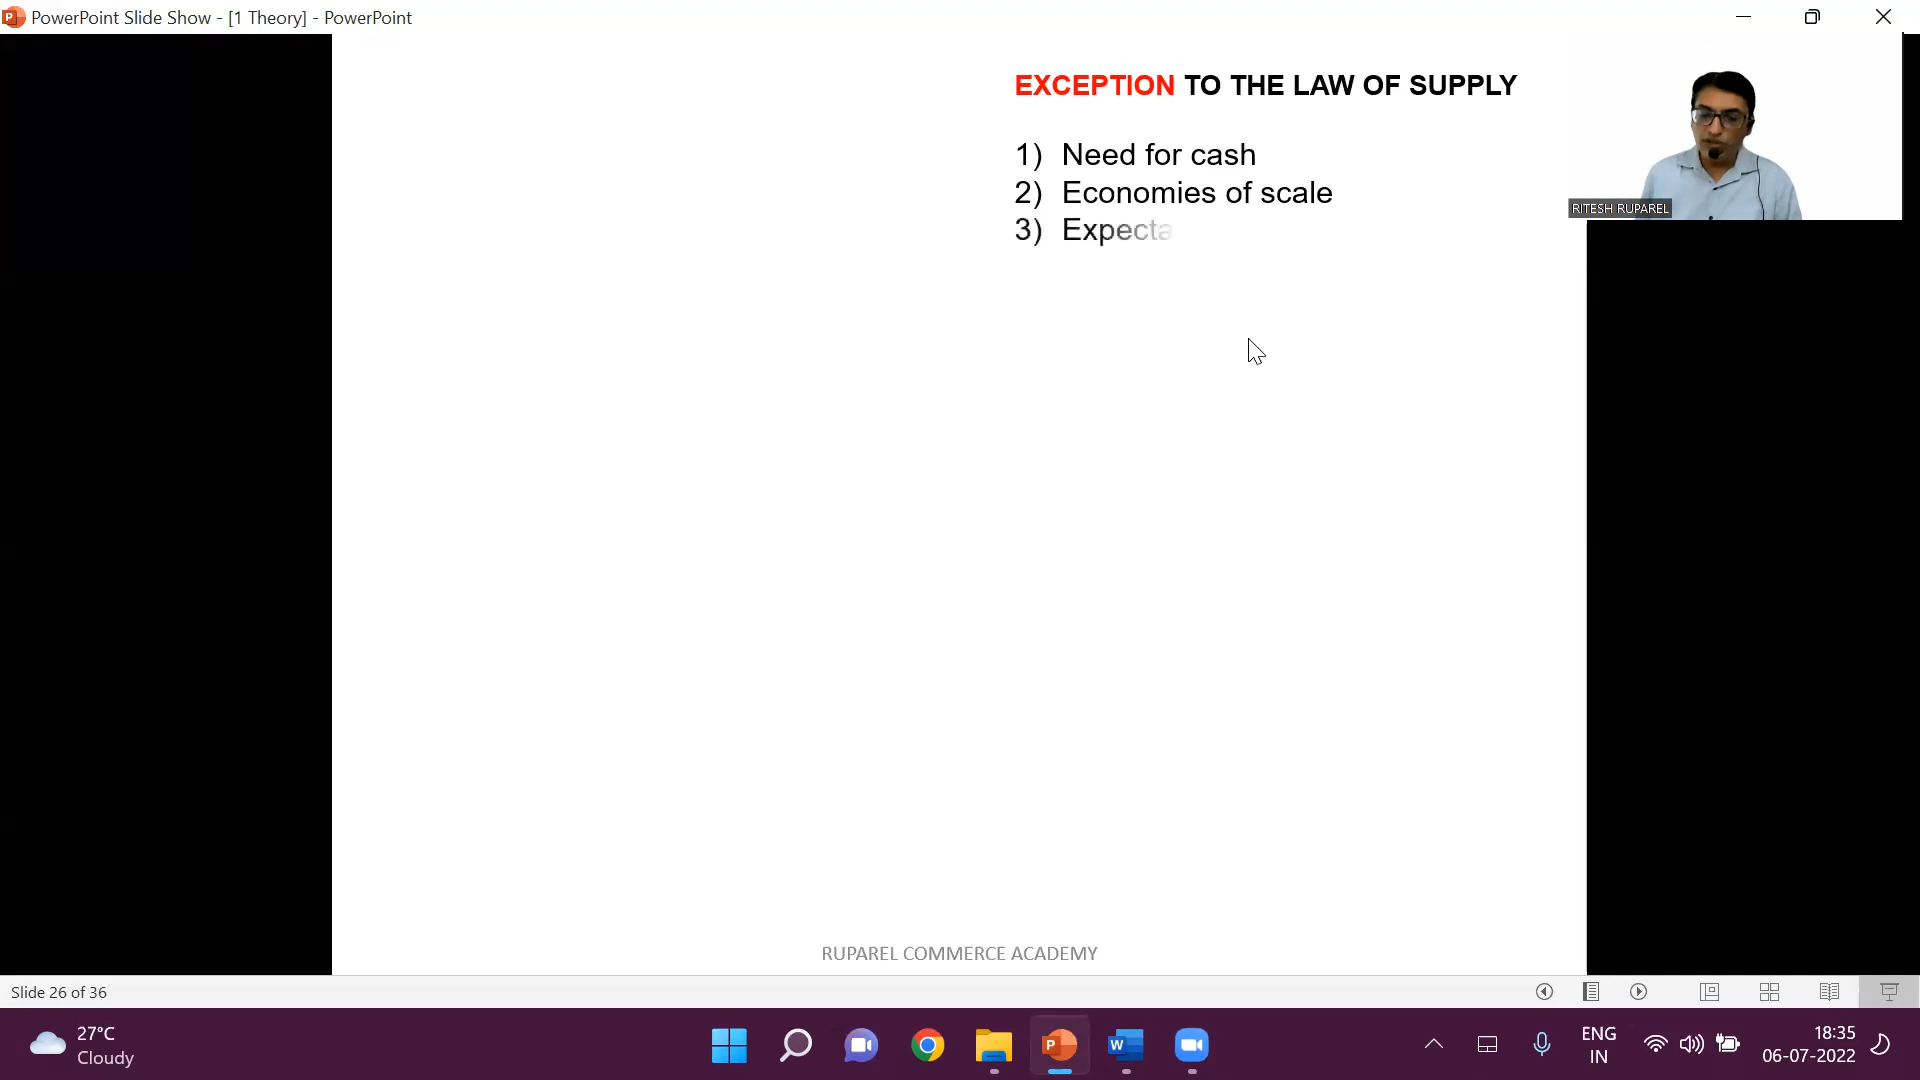 PowerPoint Slide Show - [1 Theory] - PowerPoint
EXCEPTION TO THE LAW OF SUPPLY
1) Need for cash
2) Economies of scale
3) Expecta
RITESH RUPAREL
RUPAREL COMMERCE ACADEMY
Slide 26 of 36
27°C
Cloudy
ENG
IN
18:35
06-07-2022